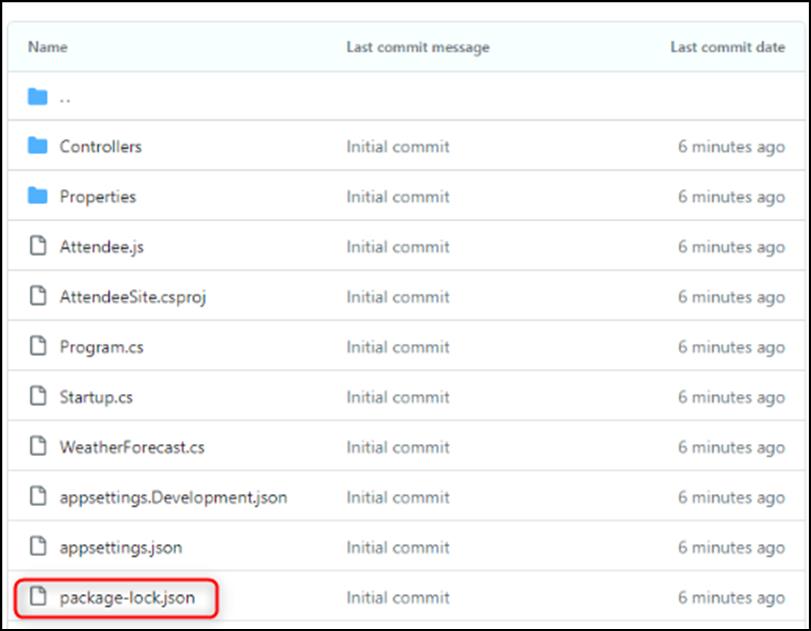 Name Last commit message Last commit date
..
Controllers Initial commit 6 minutes ago
Properties Initial commit 6 minutes ago
Attendee.js Initial commit 6 minutes ago
AttendeeSite.csproj Initial commit 6 minutes ago
Program.cs Initial commit 6 minutes ago
Startup.cs Initial commit 6 minutes ago
WeatherForecast.cs Initial commit 6 minutes ago
appsettings.Development.json Initial commit 6 minutes ago
appsettings.json Initial commit 6 minutes ago
package-lock.json Initial commit 6 minutes ago